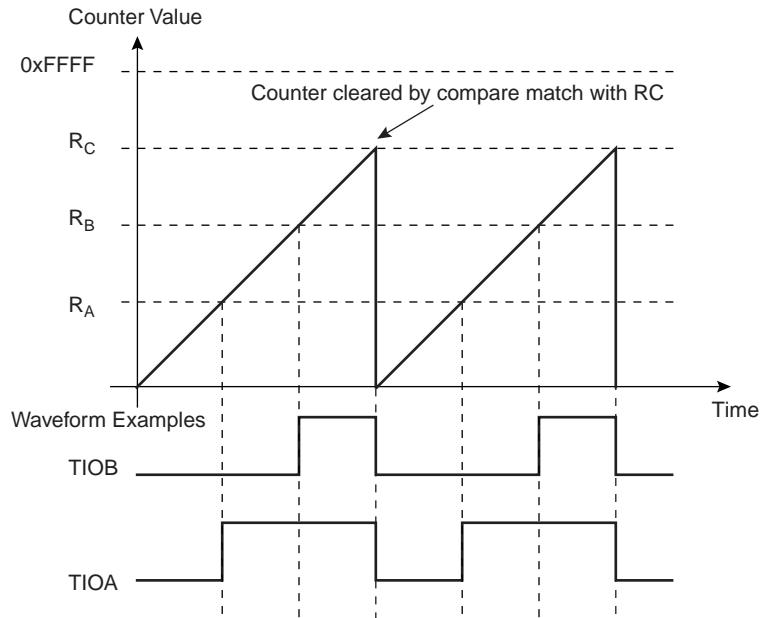 Counter Value
0xFFFF
Counter cleared by compare match with RC
RC
RB
RA
Time
Waveform Examples
TIOB
TIOA